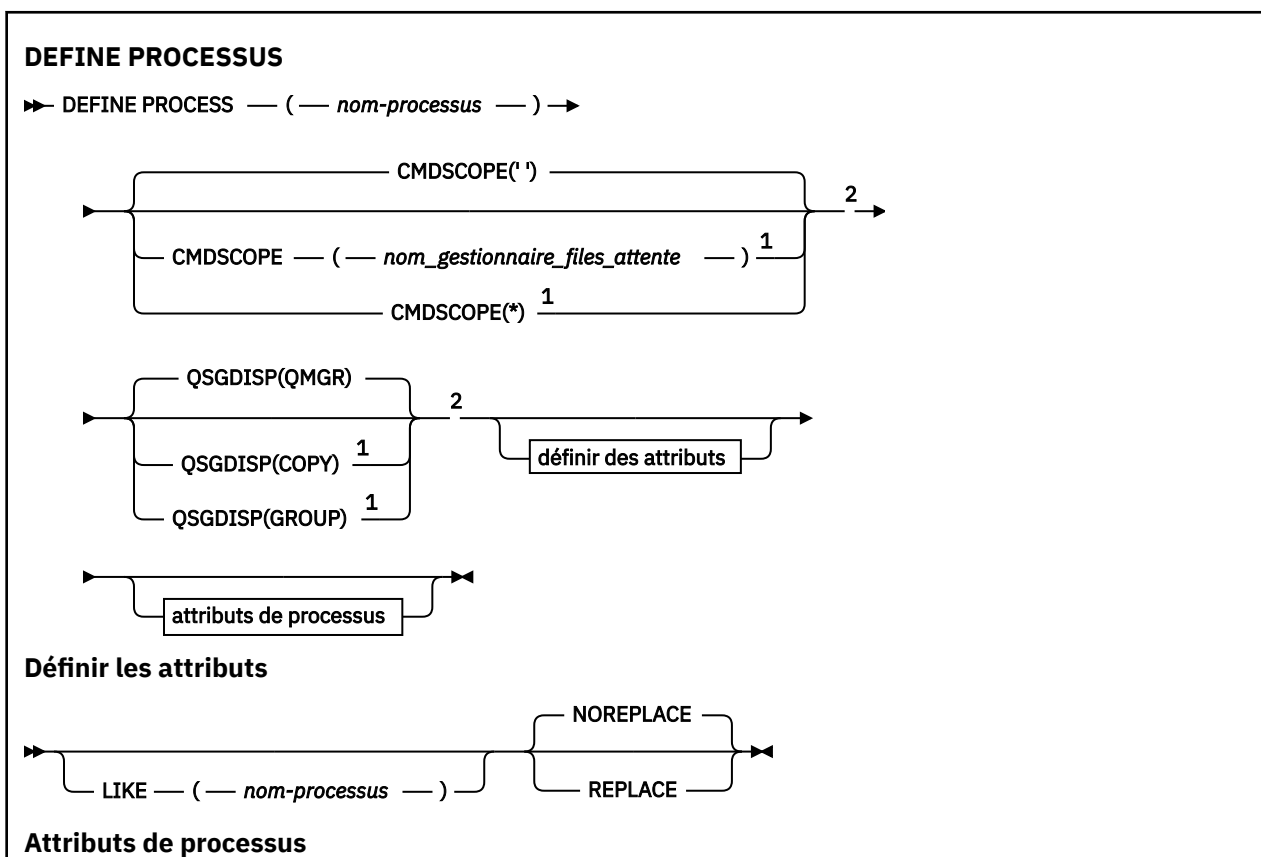 DEFINE PROCESSUS
DEFINE PROCESS ( nom-processus )
CMDSCOPE(' ')
2
CMDSCOPE ( nom_gestionnaire_files_attente ) 1
CMDSCOPE(*) 1
QSGDISP(QMGR)
2
QSGDISP(COPY) 1
définir des attributs
QSGDISP(GROUP) 1
attributs de processus
Définir les attributs
NOREPLACE
LIKE ( nom-processus ) REPLACE
Attributs de processus